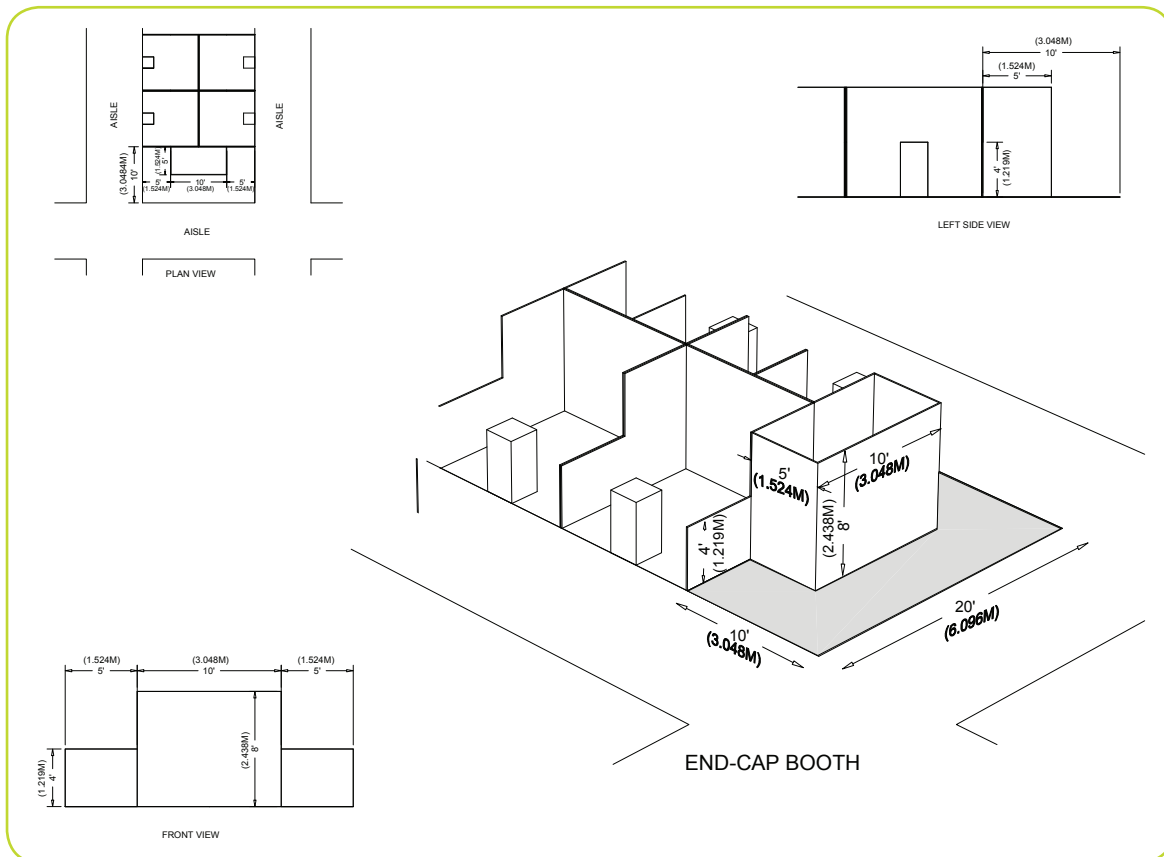 AISLE
AISLE
(3.0484M)
10'
(1.524M)
5'
5'
(1.524M)
10'
(3.048M)
5'
(1.524M)
AISLE
PLAN VIEW
(3.048M)
10'
(1.524M)
5'
4'
(1.219M)
LEFT SIDE VIEW
5'
(1.524M)
10'
(3.048M)
(2.438M)
8'
4'
(1.219M)
10'
(3.048M)
20'
(6.096M)
END-CAP BOOTH
(1.524M)
5'
(3.048M)
10'
(1.524M)
5'
(2.438M)
8'
(1.219M)
4'
FRONT VIEW